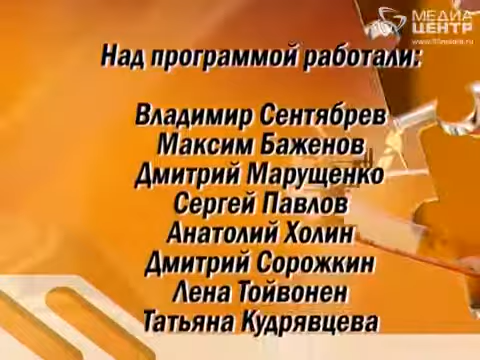 МЕДИА
ЦЕНТР
Над программой работали:
Владимир Сентябрев
Максим Баженов
Дмитрий Марущенко
Сергей Павлов
Анатолий Холин
Дмитрий Сорожкин
Лена Тойвонен
Татьяна Кудрявцева